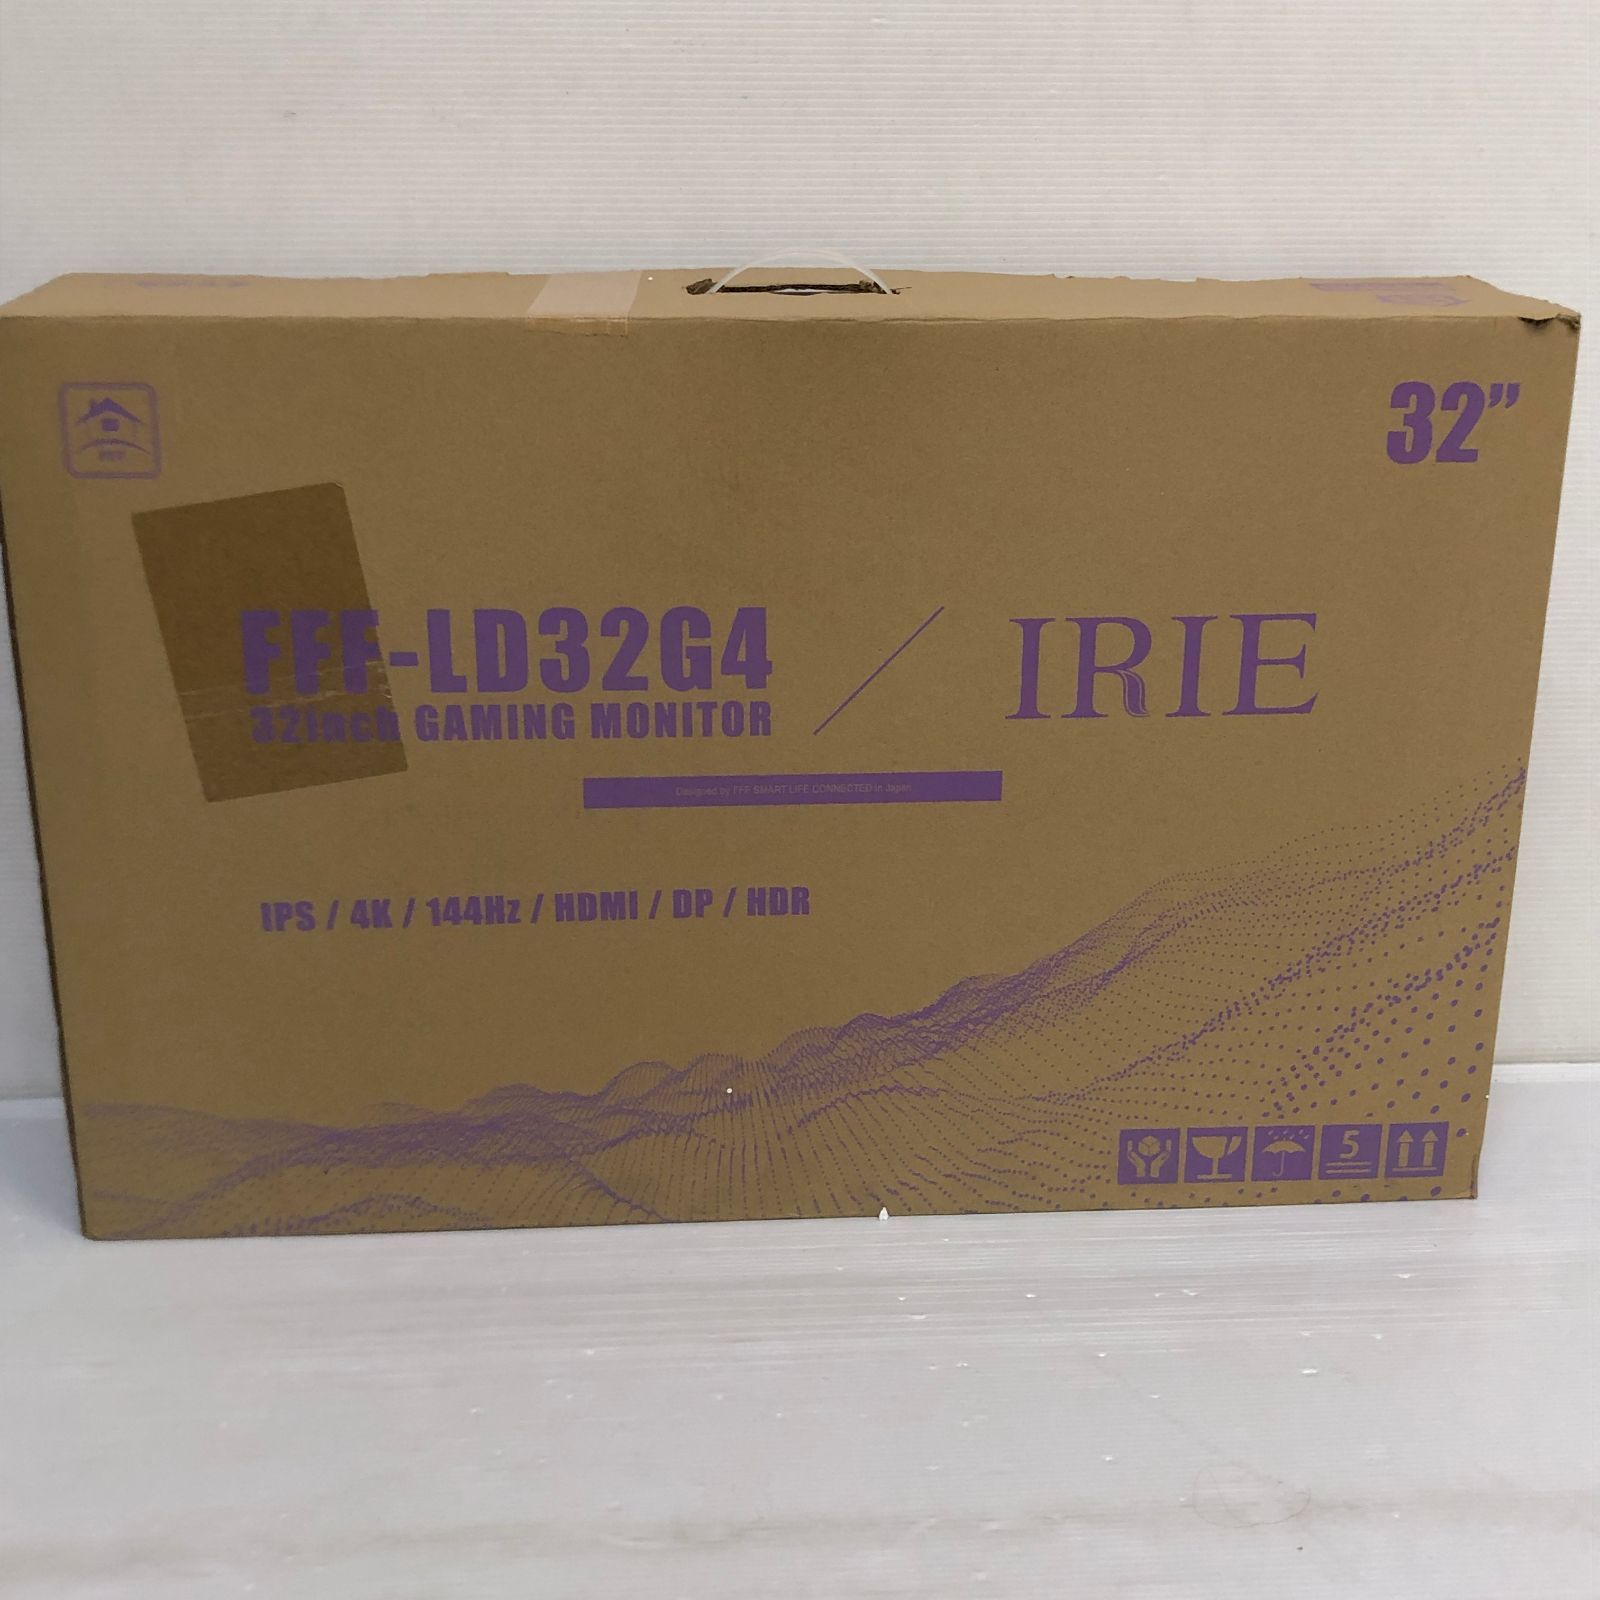 32”
FFF-LD32G4 / IRIE
32inch GAMING MONITOR
Designed by FFF SMART LIFE CONNECTED in Japan
IPS / 4K / 144Hz / HDMI / DP / HDR
5